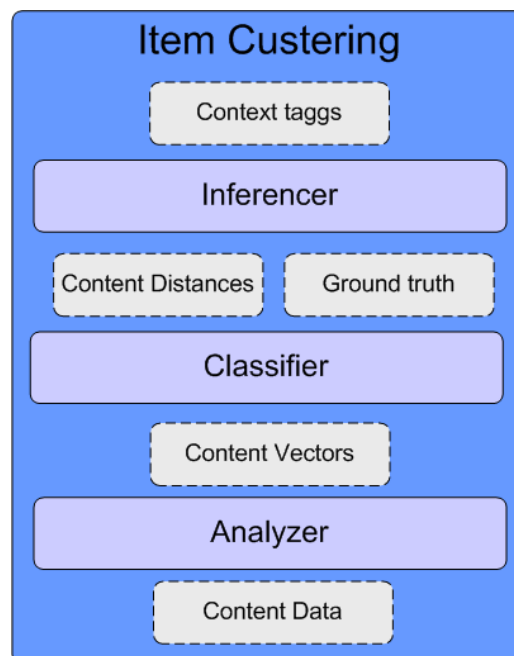 Item Custering
Context taggs
Inferencer
Content Distances
Ground truth
Classifier
Content Vectors
Analyzer
Content Data